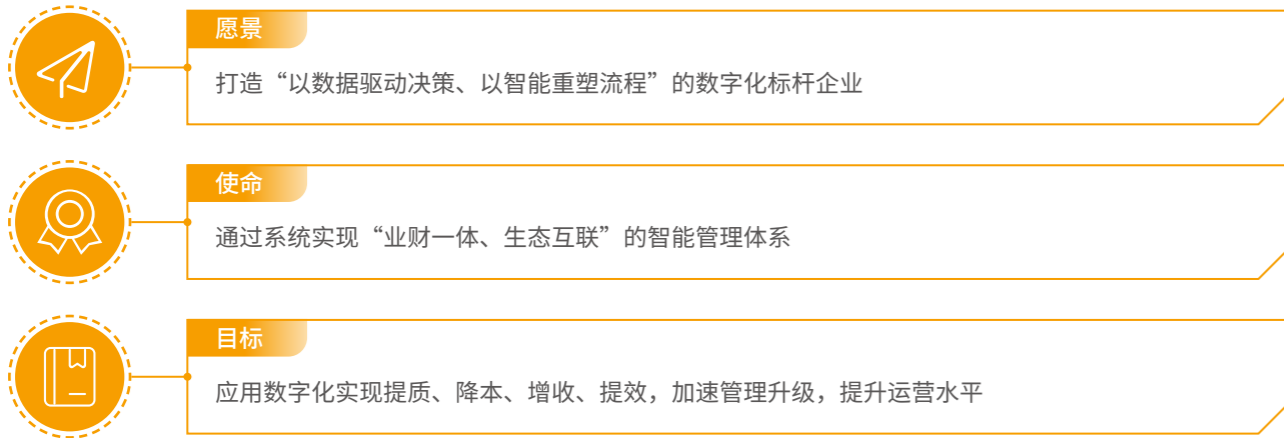 愿景
打造“以数据驱动决策、以智能重塑流程”的数字化标杆企业
使命
通过系统实现“业财一体、生态互联”的智能管理体系
目标
应用数字化实现提质、降本、增收、提效，加速管理升级，提升运营水平